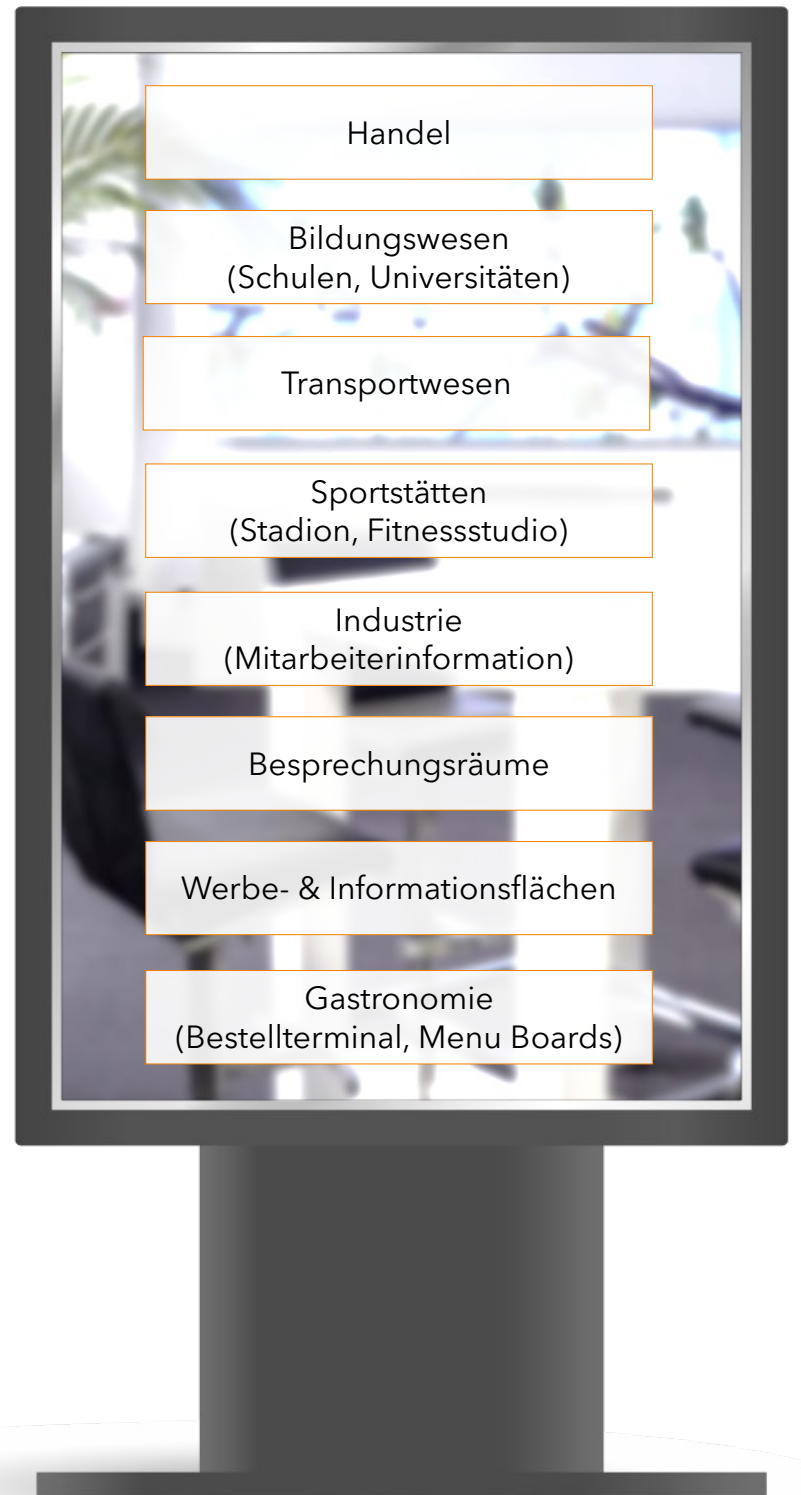 Handel
Bildungswesen
(Schulen, Universitäten)
Transportwesen
Sportstätten
(Stadion, Fitnessstudio)
Industrie
(Mitarbeiterinformation)
Besprechungsräume
Werbe- & Informationsflächen
Gastronomie
(Bestellterminal, Menu Boards)